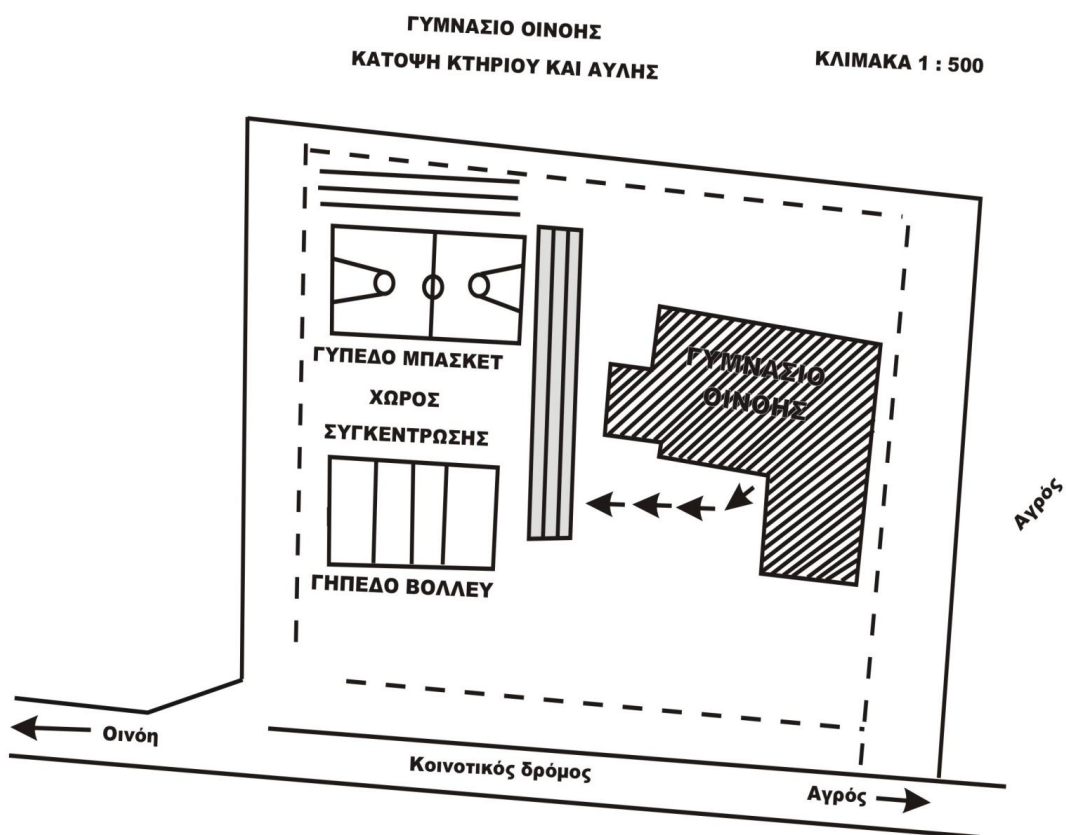 ΓΥΜΝΑΣΙΟ ΟΙΝΟΗΣ
ΚΑΤΟΨΗ ΚΤΗΡΙΟΥ ΚΑΙ ΑΥΛΗΣ
ΚΛΙΜΑΚΑ 1 : 500
ΓΥΠΕΔΟ ΜΠΑΣΚΕΤ
ΧΩΡΟΣ
ΣΥΓΚΕΝΤΡΩΣΗΣ
ΓΗΠΕΔΟ ΒΟΛΛΕΥ
ΓΥΜΝΑΣΙΟ
ΟΙΝΟΗΣ
Αγρός
Οινόη
Κοινοτικός δρόμος
Αγρός